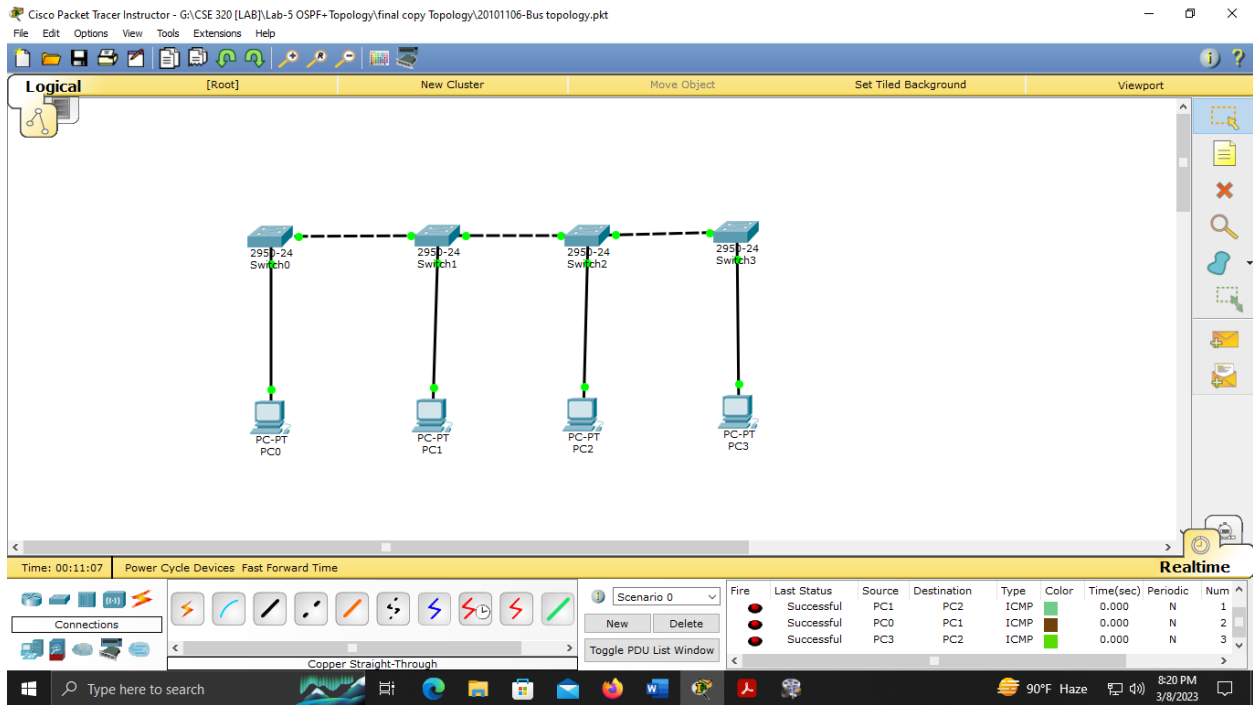 Cisco Packet Tracer Instructor - G:\CSE 320 [LAB]\Lab-5 OSPF+Topology\final copy Topology\20101106-Bus topology.pkt
File Edit Options View Tools Extensions Help
Logical [Root] New Cluster Move Object Set Tiled Background Viewport
2950-24 2950-24 2950-24 2950-24
Switch0 Switch1 Switch2 Switch3
PC-PT PC-PT PC-PT PC-PT
PC0 PC1 PC2 PC3
Time: 00:11:07 Power Cycle Devices Fast Forward Time Realtime
Connections
Copper Straight-Through
Scenario 0
New Delete
Toggle PDU List Window
Fire Last Status Source Destination Type Color Time(sec) Periodic Num
Successful PC1 PC2 ICMP 0.000 N 1
Successful PC0 PC1 ICMP 0.000 N 2
Successful PC3 PC2 ICMP 0.000 N 3
Type here to search
90°F Haze
8:20 PM
3/8/2023